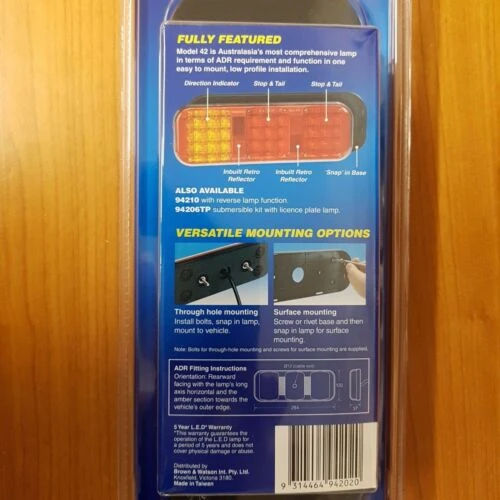 FULLY FEATURED
Model 42 is Australasia's most comprehensive lamp
in terms of ADR requirement and function in one
easy to mount, low profile installation.
Direction Indicator
Stop & Tail
Stop & Tail
Inbuilt Retro
Reflector
Inbuilt Retro
Reflector
'Snap' in Base
ALSO AVAILABLE
94210 with reverse lamp function.
94206TP submersible kit with licence plate lamp.
VERSATILE MOUNTING OPTIONS
Through hole mounting
Install bolts, snap in lamp,
mount to vehicle.
Surface mounting
Screw or rivet base and then
snap in lamp for surface mounting.
Note: Bolts for through-hole mounting and screws for surface mounting are supplied.
ADR Fitting Instructions
Orientation: Rearward
facing with the lamp's long
axis horizontal and the
amber section towards the
vehicle's outer edge.
100
284
37
5 Year L.E.D* Warranty
*This warranty guarantees the
operation of the L.E.D lamp for
a period of 5 years and does not
cover physical damage or abuse.
Distributed by
Brown & Watson Int. Pty. Ltd.
Knoxfield, Victoria 3180.
Made in Taiwan
9 314464 942020